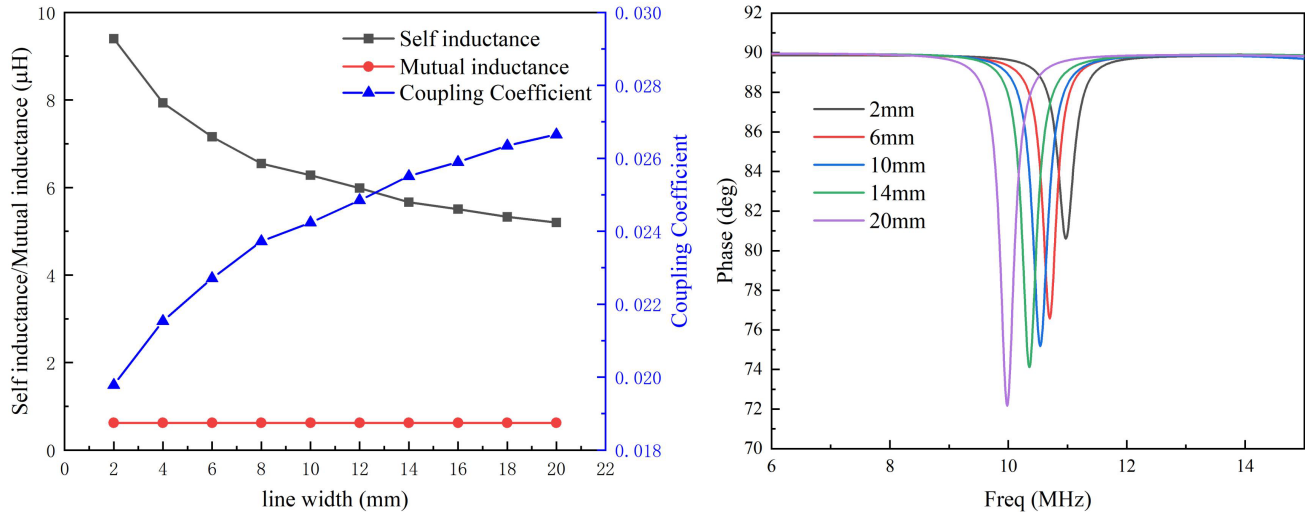 Self inductance/Mutual inductance (μH)
10
8
6
4
2
0
Self inductance
Mutual inductance
Coupling Coefficient
0.030
0.028
0.026
0.024
0.022
0.020
0.018
Coupling Coefficient
0 2 4 6 8 10 12 14 16 18 20 22
line width (mm)
Phase (deg)
92
90
88
86
84
82
80
78
76
74
72
70
2mm
6mm
10mm
14mm
20mm
6 8 10 12 14
Freq (MHz)